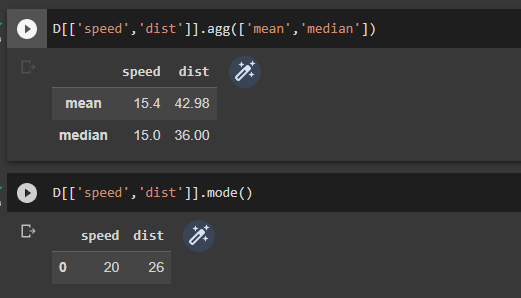 D[['speed','dist']].agg(['mean','median'])
speed dist
mean 15.4 42.98
median 15.0 36.00
D[['speed','dist']].mode()
speed dist
0 20 26